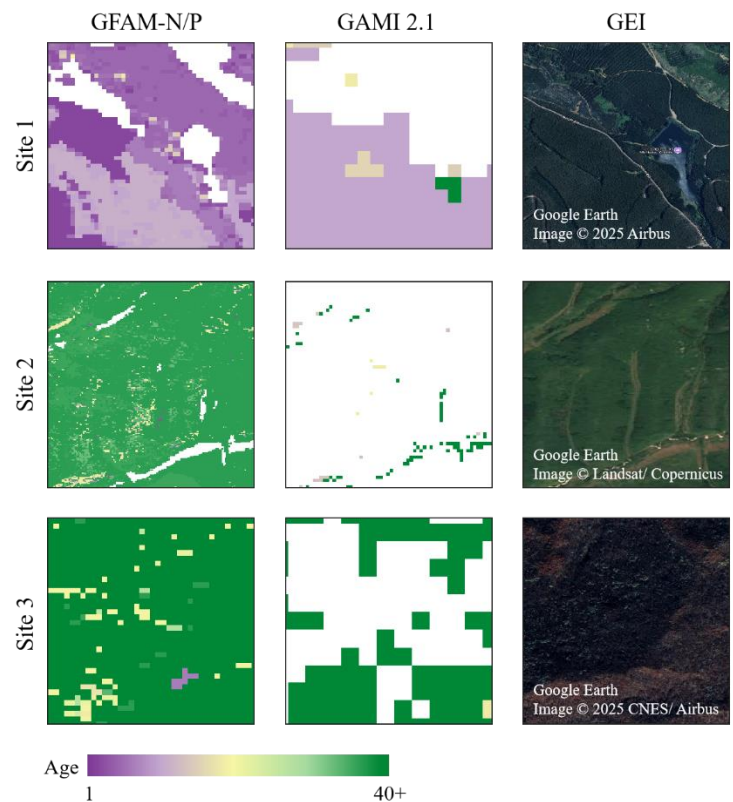 GFAM-N/P
GAMI 2.1
GEI
Site 1
Google Earth
Image © 2025 Airbus
Site 2
Google Earth
Image © Landsat/ Copernicus
Site 3
Google Earth
Image © 2025 CNES/ Airbus
Age
1
40+